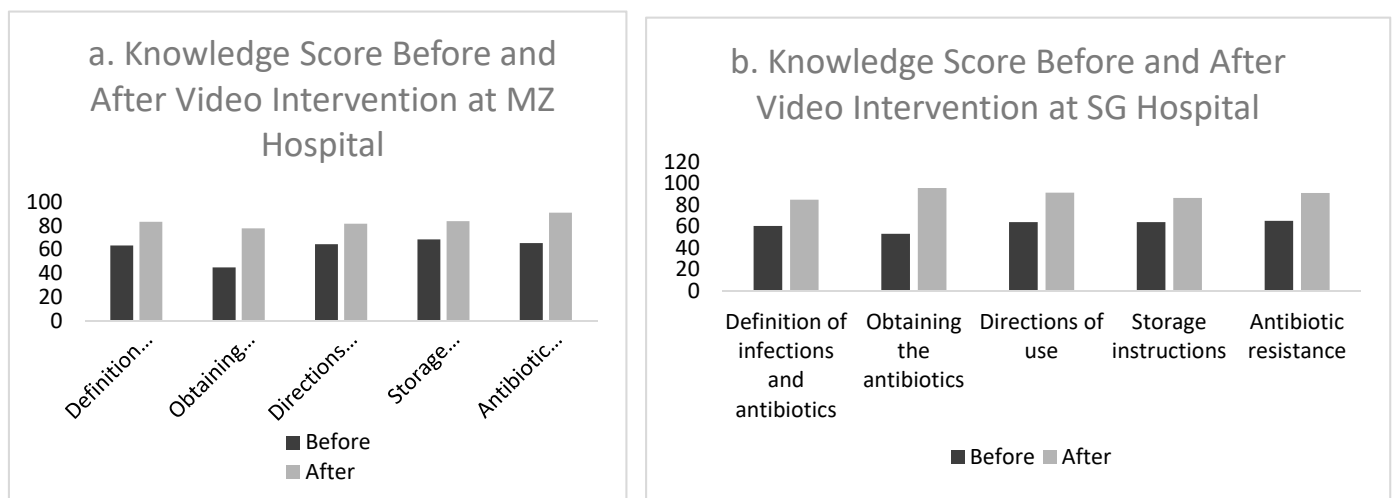 a. Knowledge Score Before and
After Video Intervention at MZ
Hospital
100
80
60
40
20
0
Definition...
Obtaining...
Directions...
Storage...
Antibiotic...
Before
After
b. Knowledge Score Before and After
Video Intervention at SG Hospital
120
100
80
60
40
20
0
Definition of
infections
and
antibiotics
Obtaining
the
antibiotics
Directions of
use
Storage
instructions
Antibiotic
resistance
Before After